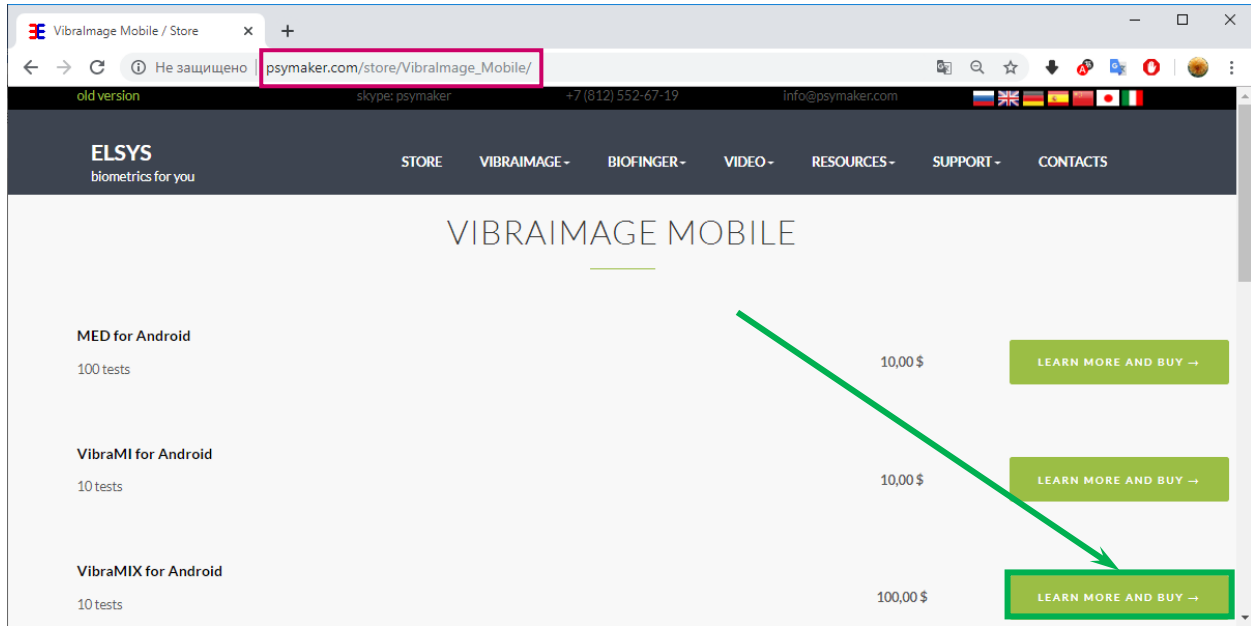 VibraImage Mobile / Store
Не защищено psymaker.com/store/VibraImage_Mobile/
old version skype: psymaker +7 (812) 552-67-19 info@psymaker.com
ELSYS
biometrics for you
STORE VIBRAIMAGE BIOFINGER VIDEO RESOURCES SUPPORT CONTACTS
VIBRAIMAGE MOBILE
MED for Android
100 tests
10,00 $
LEARN MORE AND BUY →
VibraMI for Android
10 tests
10,00 $
LEARN MORE AND BUY →
VibraMIX for Android
10 tests
100,00 $
LEARN MORE AND BUY →